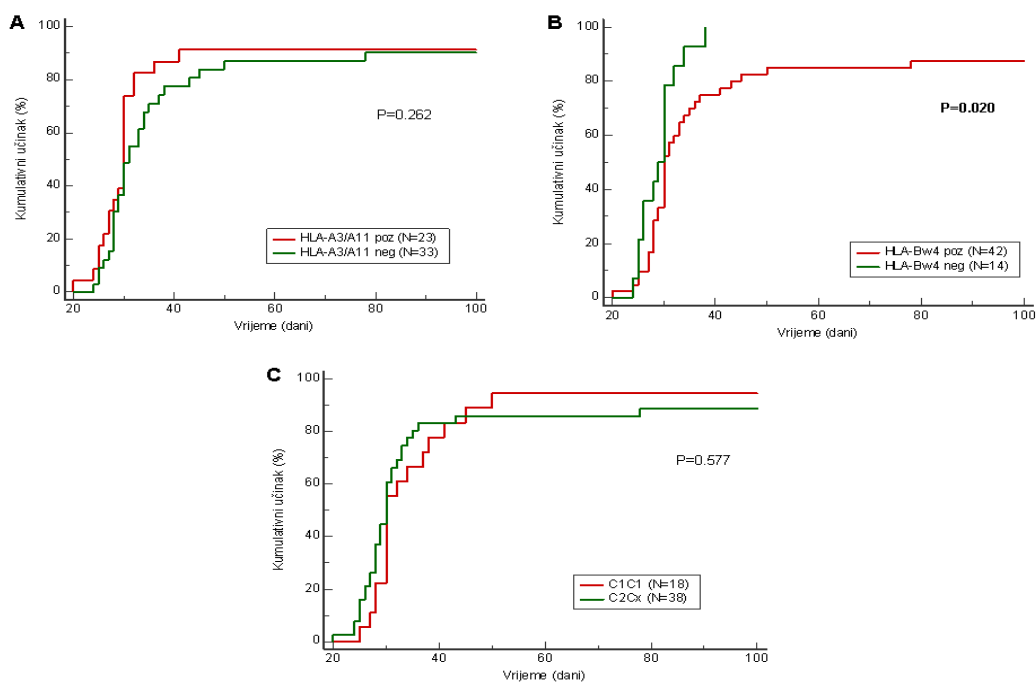 A
Kumulativni učinak (%)
100
80
60
40
20
0
P=0.262
HLA-A3/A11 poz (N=23)
HLA-A3/A11 neg (N=33)
20 40 60 80 100
Vrijeme (dani)
B
Kumulativni učinak (%)
100
80
60
40
20
0
P=0.020
HLA-Bw4 poz (N=42)
HLA-Bw4 neg (N=14)
20 40 60 80 100
Vrijeme (dani)
C
Kumulativni učinak (%)
100
80
60
40
20
0
P=0.577
C1C1 (N=18)
C2Cx (N=38)
20 40 60 80 100
Vrijeme (dani)